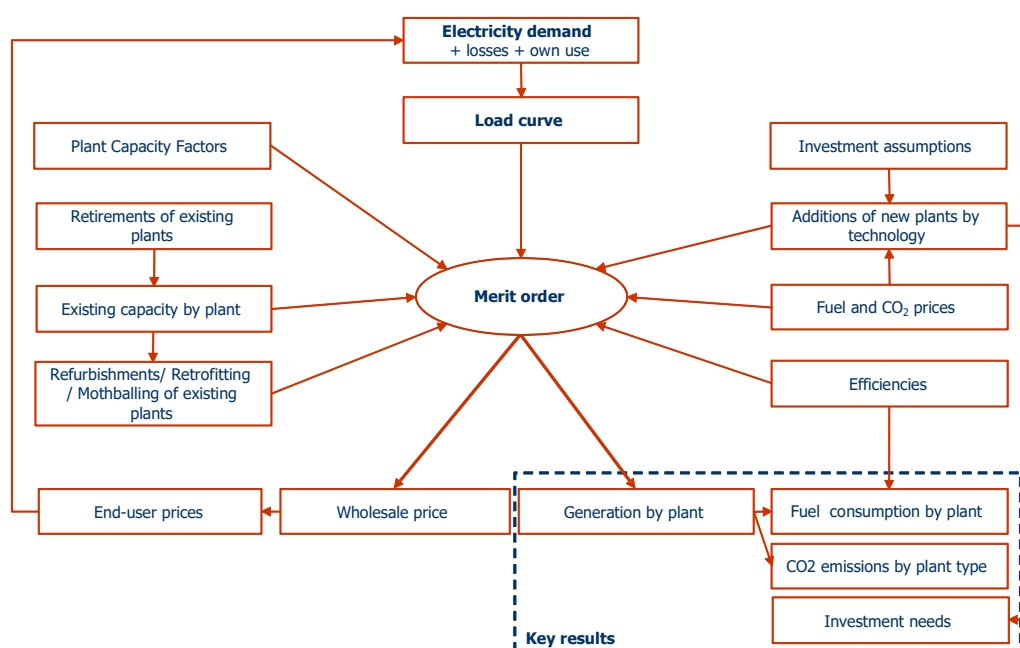 Electricity demand
+ losses + own use
Load curve
Plant Capacity Factors
Investment assumptions
Retirements of existing
plants
Additions of new plants by
technology
Merit order
Existing capacity by plant
Fuel and CO₂ prices
Refurbishments/ Retrofitting
/ Mothballing of existing
plants
Efficiencies
End-user prices
Wholesale price
Generation by plant
Fuel consumption by plant
CO2 emissions by plant type
Investment needs
Key results